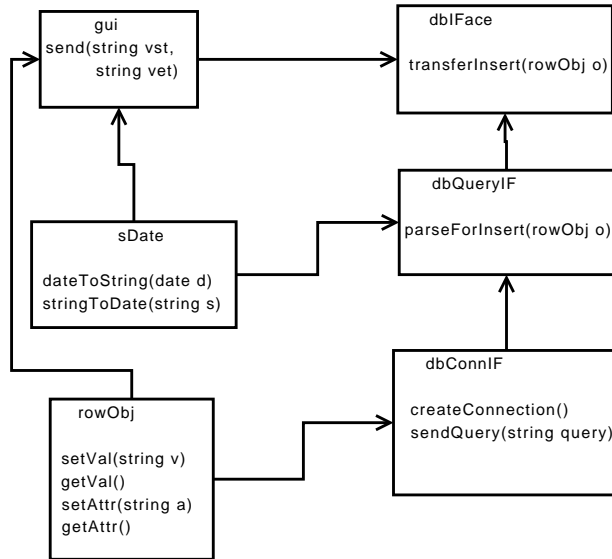 gui
send(string vst,
string vet)
dbIFace
transferInsert(rowObj o)
dbQueryIF
parseForInsert(rowObj o)
sDate
dateToString(date d)
stringToDate(string s)
dbConnIF
createConnection()
sendQuery(string query)
rowObj
setVal(string v)
getVal()
setAttr(string a)
getAttr()